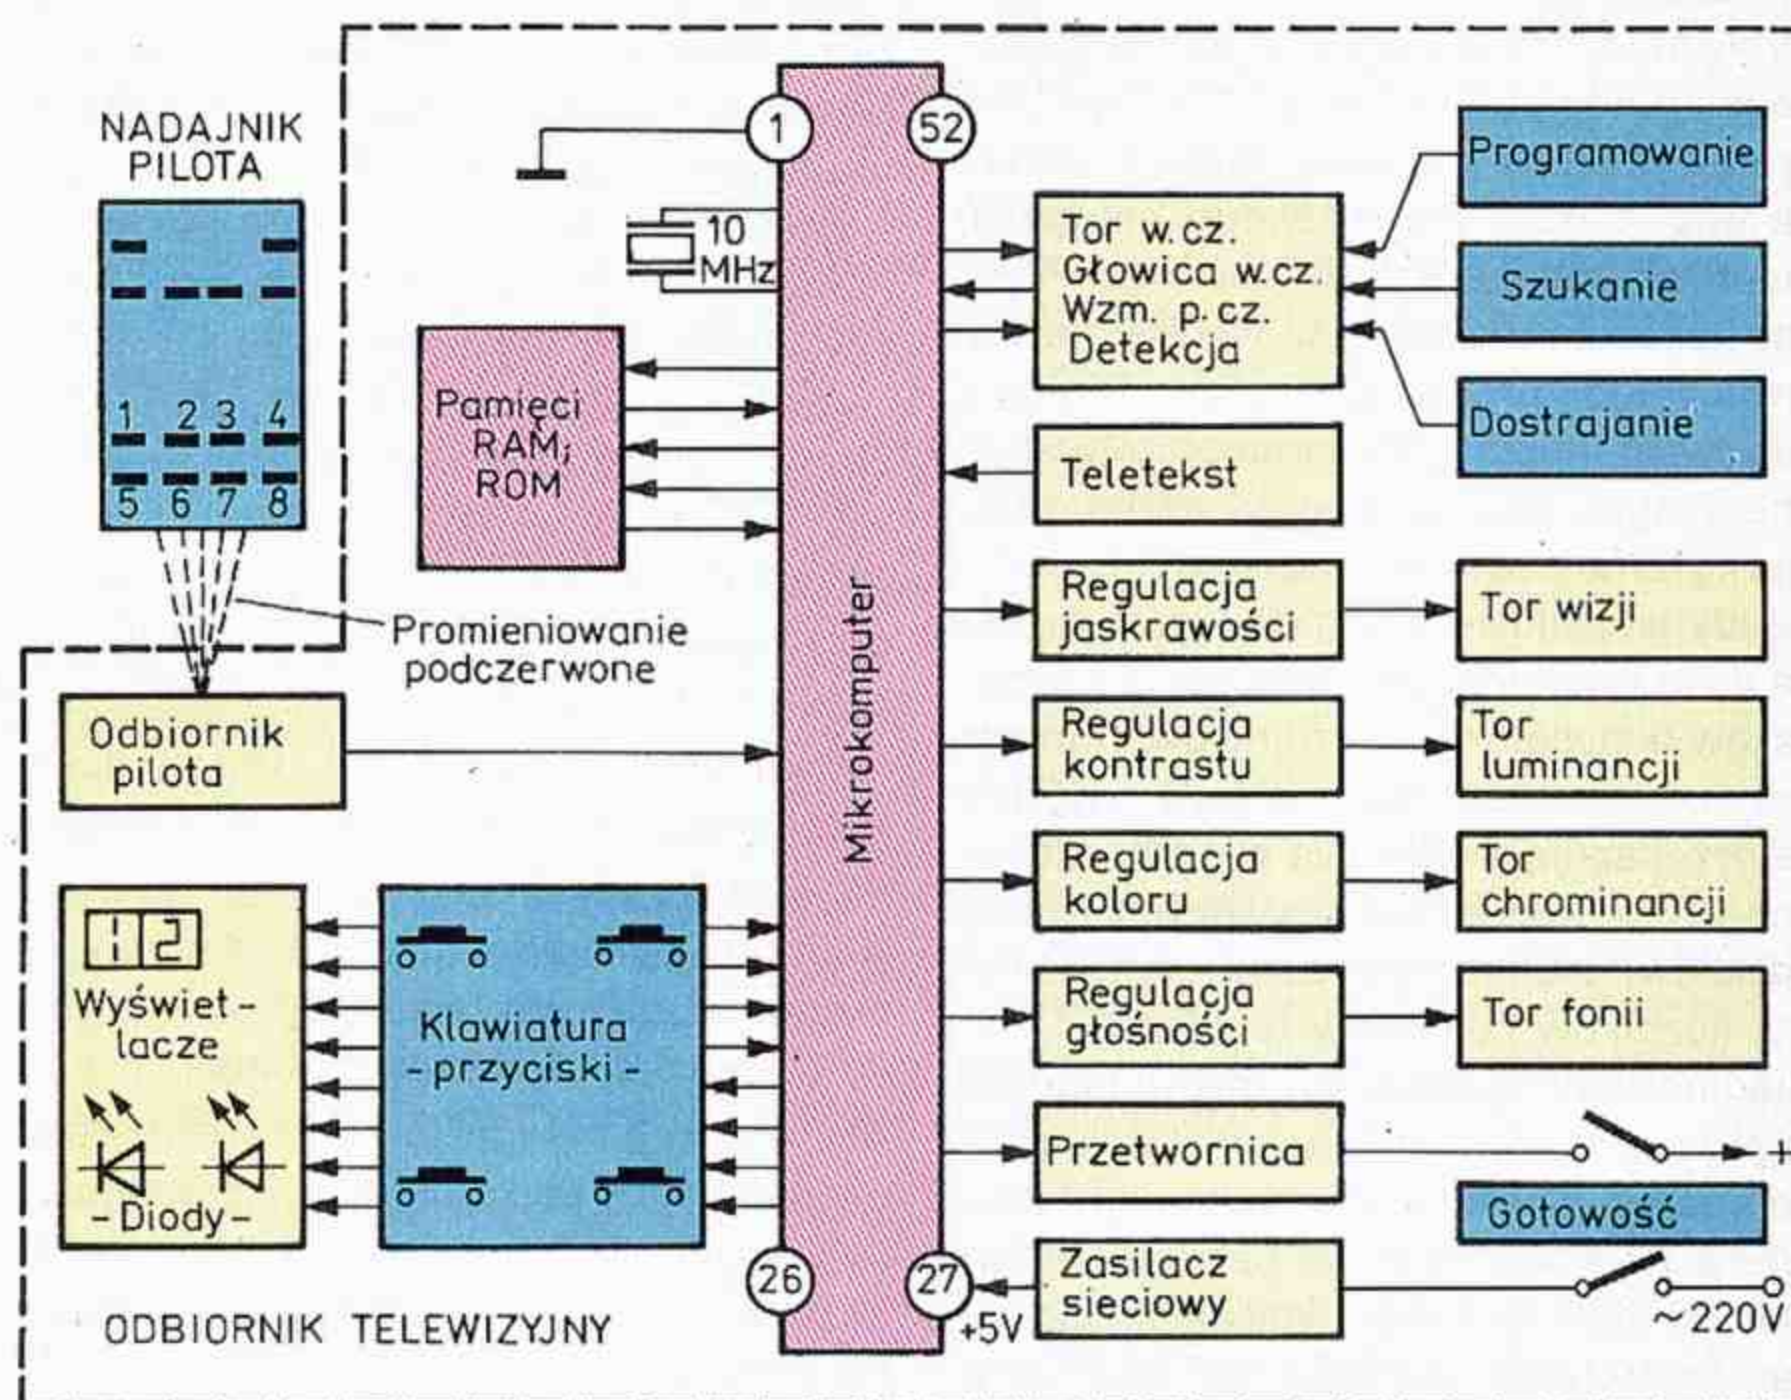 NADAJNIK
PILOTA
1 2 3 4
5 6 7 8
Promieniowanie
podczerwone
Odbiornik
pilota
1
52
10
MHz
Pamięci
RAM;
ROM
Mikrokomputer
12
Wyświet-
lacze
-Diody-
Klawiatura
-przyciski-
26
27
+5V
ODBIORNIK TELEWIZYJNY
Tor w.cz.
Głowica w.cz.
Wzm. p.cz.
Detekcja
Programowanie
Szukanie
Dostrajanie
Teletekst
Regulacja
jaskrawości
Tor wizji
Regulacja
kontrastu
Tor
luminancji
Regulacja
koloru
Tor
chrominancji
Regulacja
głośności
Tor fonii
Przetwornica
+
Gotowość
Zasilacz
sieciowy
~220V